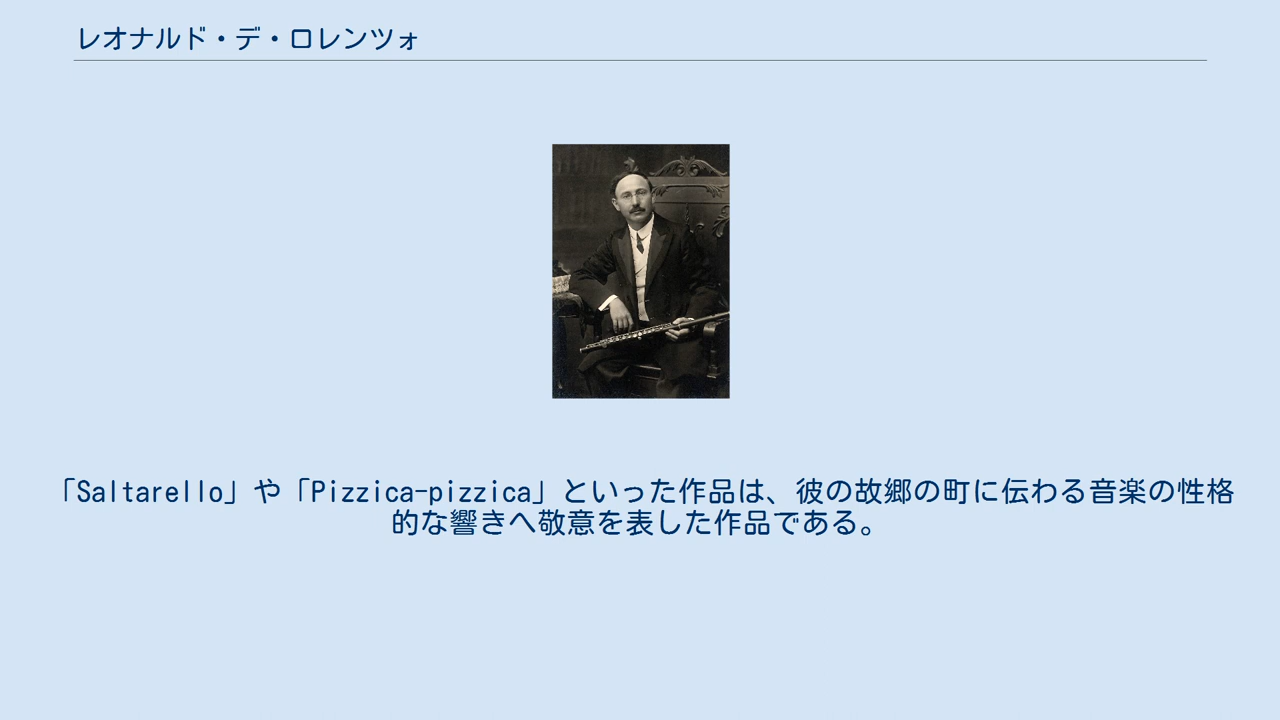 レオナルド・デ・ロレンツォ
「Saltarello」や「Pizzica-pizzica」といった作品は、彼の故郷の町に伝わる音楽の性格
的な響きへ敬意を表した作品である。